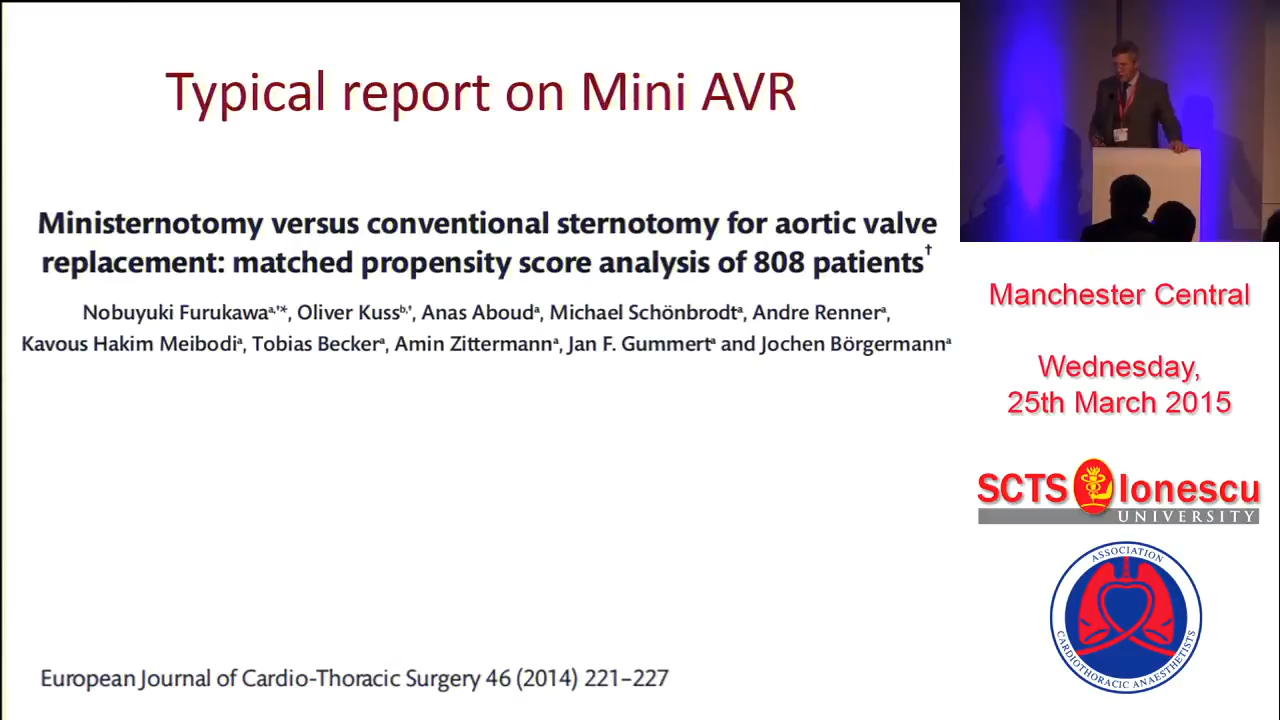 Typical report on Mini AVR
Ministernotomy versus conventional sternotomy for aortic valve
replacement: matched propensity score analysis of 808 patients†
Nobuyuki Furukawaᵃ,†*, Oliver Kussᵇ,†, Anas Aboudᵃ, Michael Schönbrodtᵃ, Andre Rennerᵃ,
Kavous Hakim Meibodiᵃ, Tobias Beckerᵃ, Amin Zittermannᵃ, Jan F. Gummertᵃ and Jochen Börgermannᵃ
European Journal of Cardio-Thoracic Surgery 46 (2014) 221–227
Manchester Central
Wednesday,
25th March 2015
SCTS Ionescu
UNIVERSITY
ASSOCIATION
CARDIOTHORACIC ANAESTHETISTS